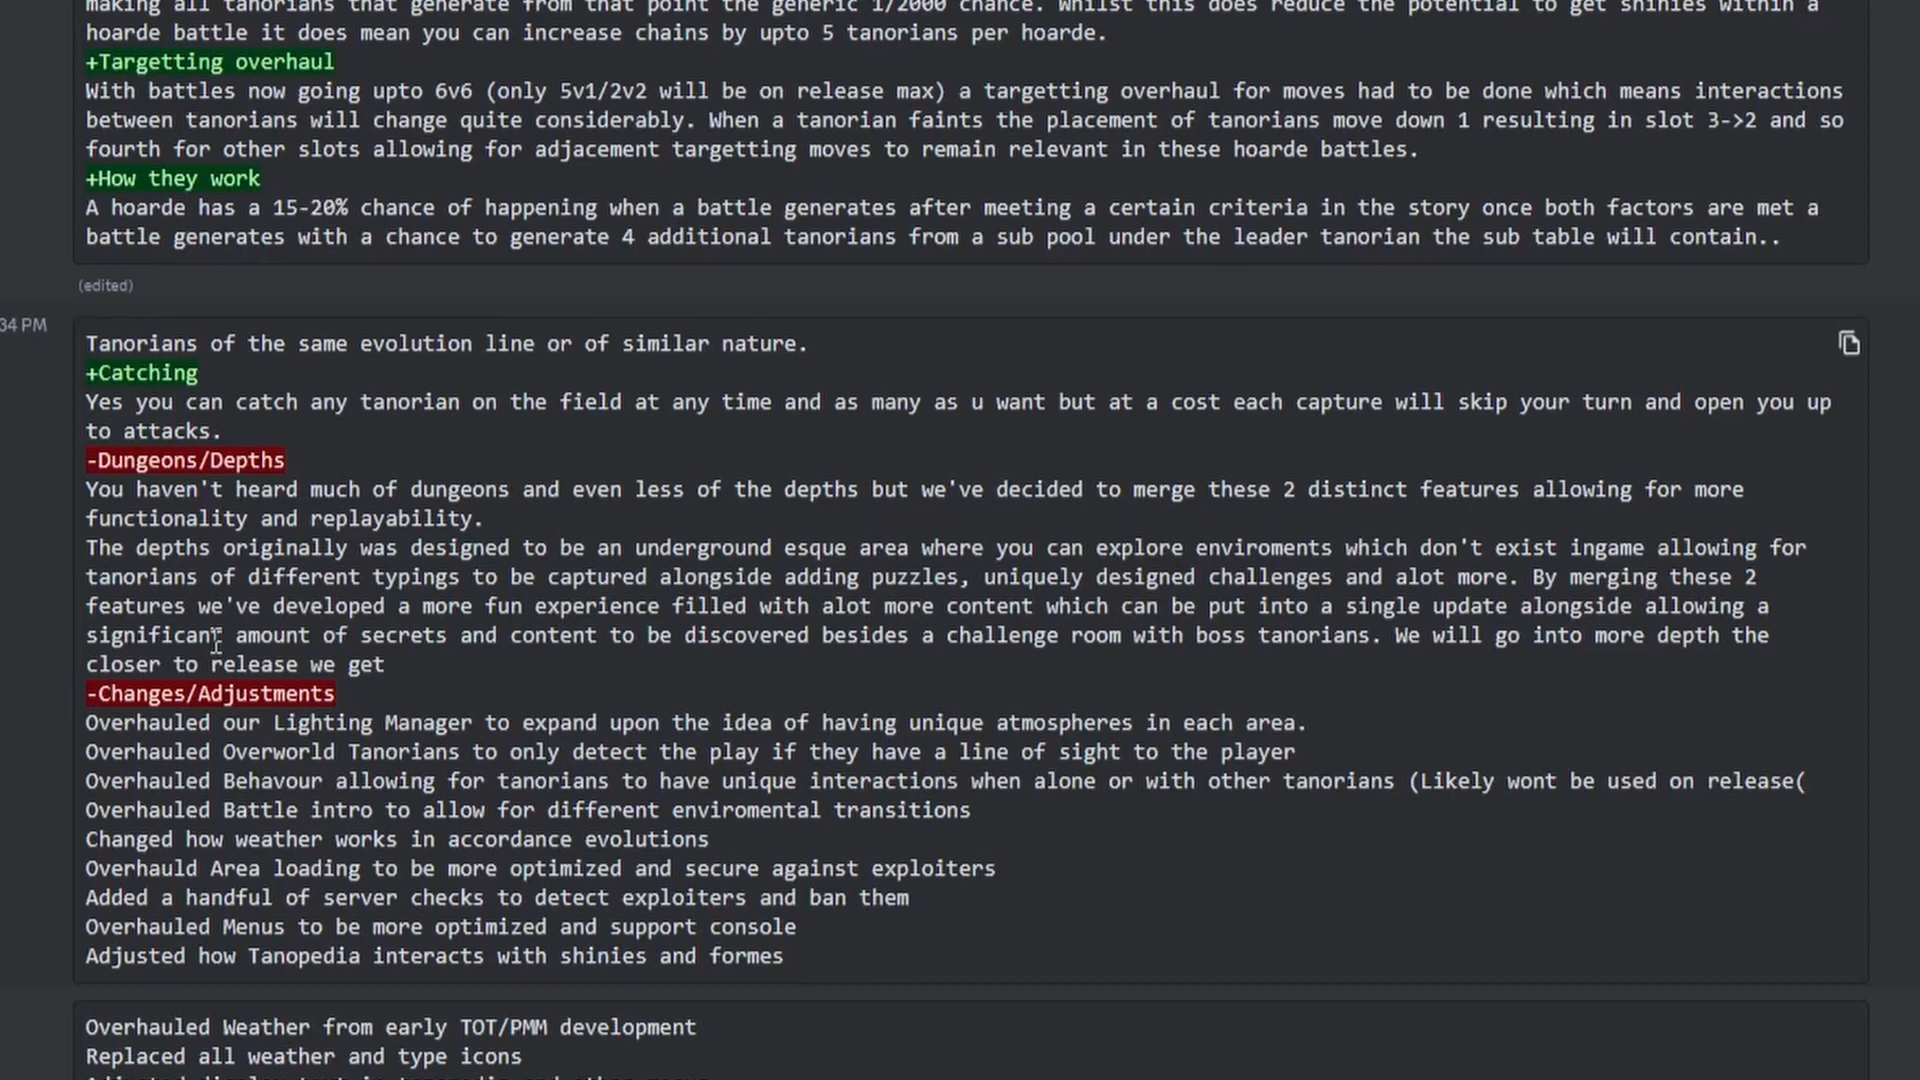 making all tanorians that generate from that point the generic 1/2000 chance. Whilst this does reduce the potential to get shinies within a
hoarde battle it does mean you can increase chains by upto 5 tanorians per hoarde.
+Targetting overhaul
With battles now going upto 6v6 (only 5v1/2v2 will be on release max) a targetting overhaul for moves had to be done which means interactions
between tanorians will change quite considerably. When a tanorian faints the placement of tanorians move down 1 resulting in slot 3->2 and so
fourth for other slots allowing for adjacement targetting moves to remain relevant in these hoarde battles.
+How they work
A hoarde has a 15-20% chance of happening when a battle generates after meeting a certain criteria in the story once both factors are met a
battle generates with a chance to generate 4 additional tanorians from a sub pool under the leader tanorian the sub table will contain..
(edited)
34 PM
Tanorians of the same evolution line or of similar nature.
+Catching
Yes you can catch any tanorian on the field at any time and as many as u want but at a cost each capture will skip your turn and open you up
to attacks.
-Dungeons/Depths
You haven't heard much of dungeons and even less of the depths but we've decided to merge these 2 distinct features allowing for more
functionality and replayability.
The depths originally was designed to be an underground esque area where you can explore enviroments which don't exist ingame allowing for
tanorians of different typings to be captured alongside adding puzzles, uniquely designed challenges and alot more. By merging these 2
features we've developed a more fun experience filled with alot more content which can be put into a single update alongside allowing a
significant amount of secrets and content to be discovered besides a challenge room with boss tanorians. We will go into more depth the
closer to release we get
-Changes/Adjustments
Overhauled our Lighting Manager to expand upon the idea of having unique atmospheres in each area.
Overhauled Overworld Tanorians to only detect the play if they have a line of sight to the player
Overhauled Behavour allowing for tanorians to have unique interactions when alone or with other tanorians (Likely wont be used on release(
Overhauled Battle intro to allow for different enviromental transitions
Changed how weather works in accordance evolutions
Overhauld Area loading to be more optimized and secure against exploiters
Added a handful of server checks to detect exploiters and ban them
Overhauled Menus to be more optimized and support console
Adjusted how Tanopedia interacts with shinies and formes
Overhauled Weather from early TOT/PMM development
Replaced all weather and type icons